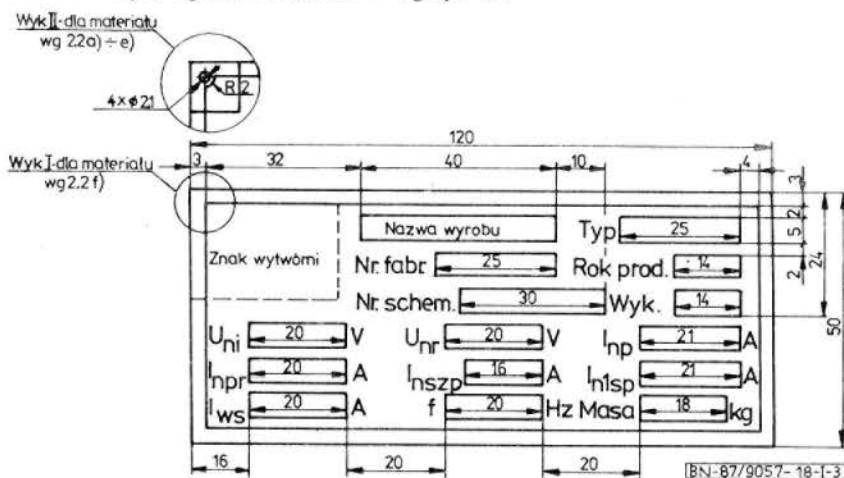 Wyk II-dla materiału
wg 2.2a) ÷ e)
4×ϕ2,1
R 2
120
Wyk I-dla materiału
wg 2.2 f)
3
32
40
10
4
3
Nazwa wyrobu
Typ
25
2
5
Znak wytwórni
Nr. fabr.
25
Rok prod.
14
2
24
Nr. schem.
30
Wyk.
14
50
Uni
20
V
Unr
20
V
Inp
21
A
Inpr
20
A
Inszp
16
A
In1sp
21
A
Iws
20
A
f
20
Hz
Masa
18
kg
16
20
20
BN-87/9057-18-I-3